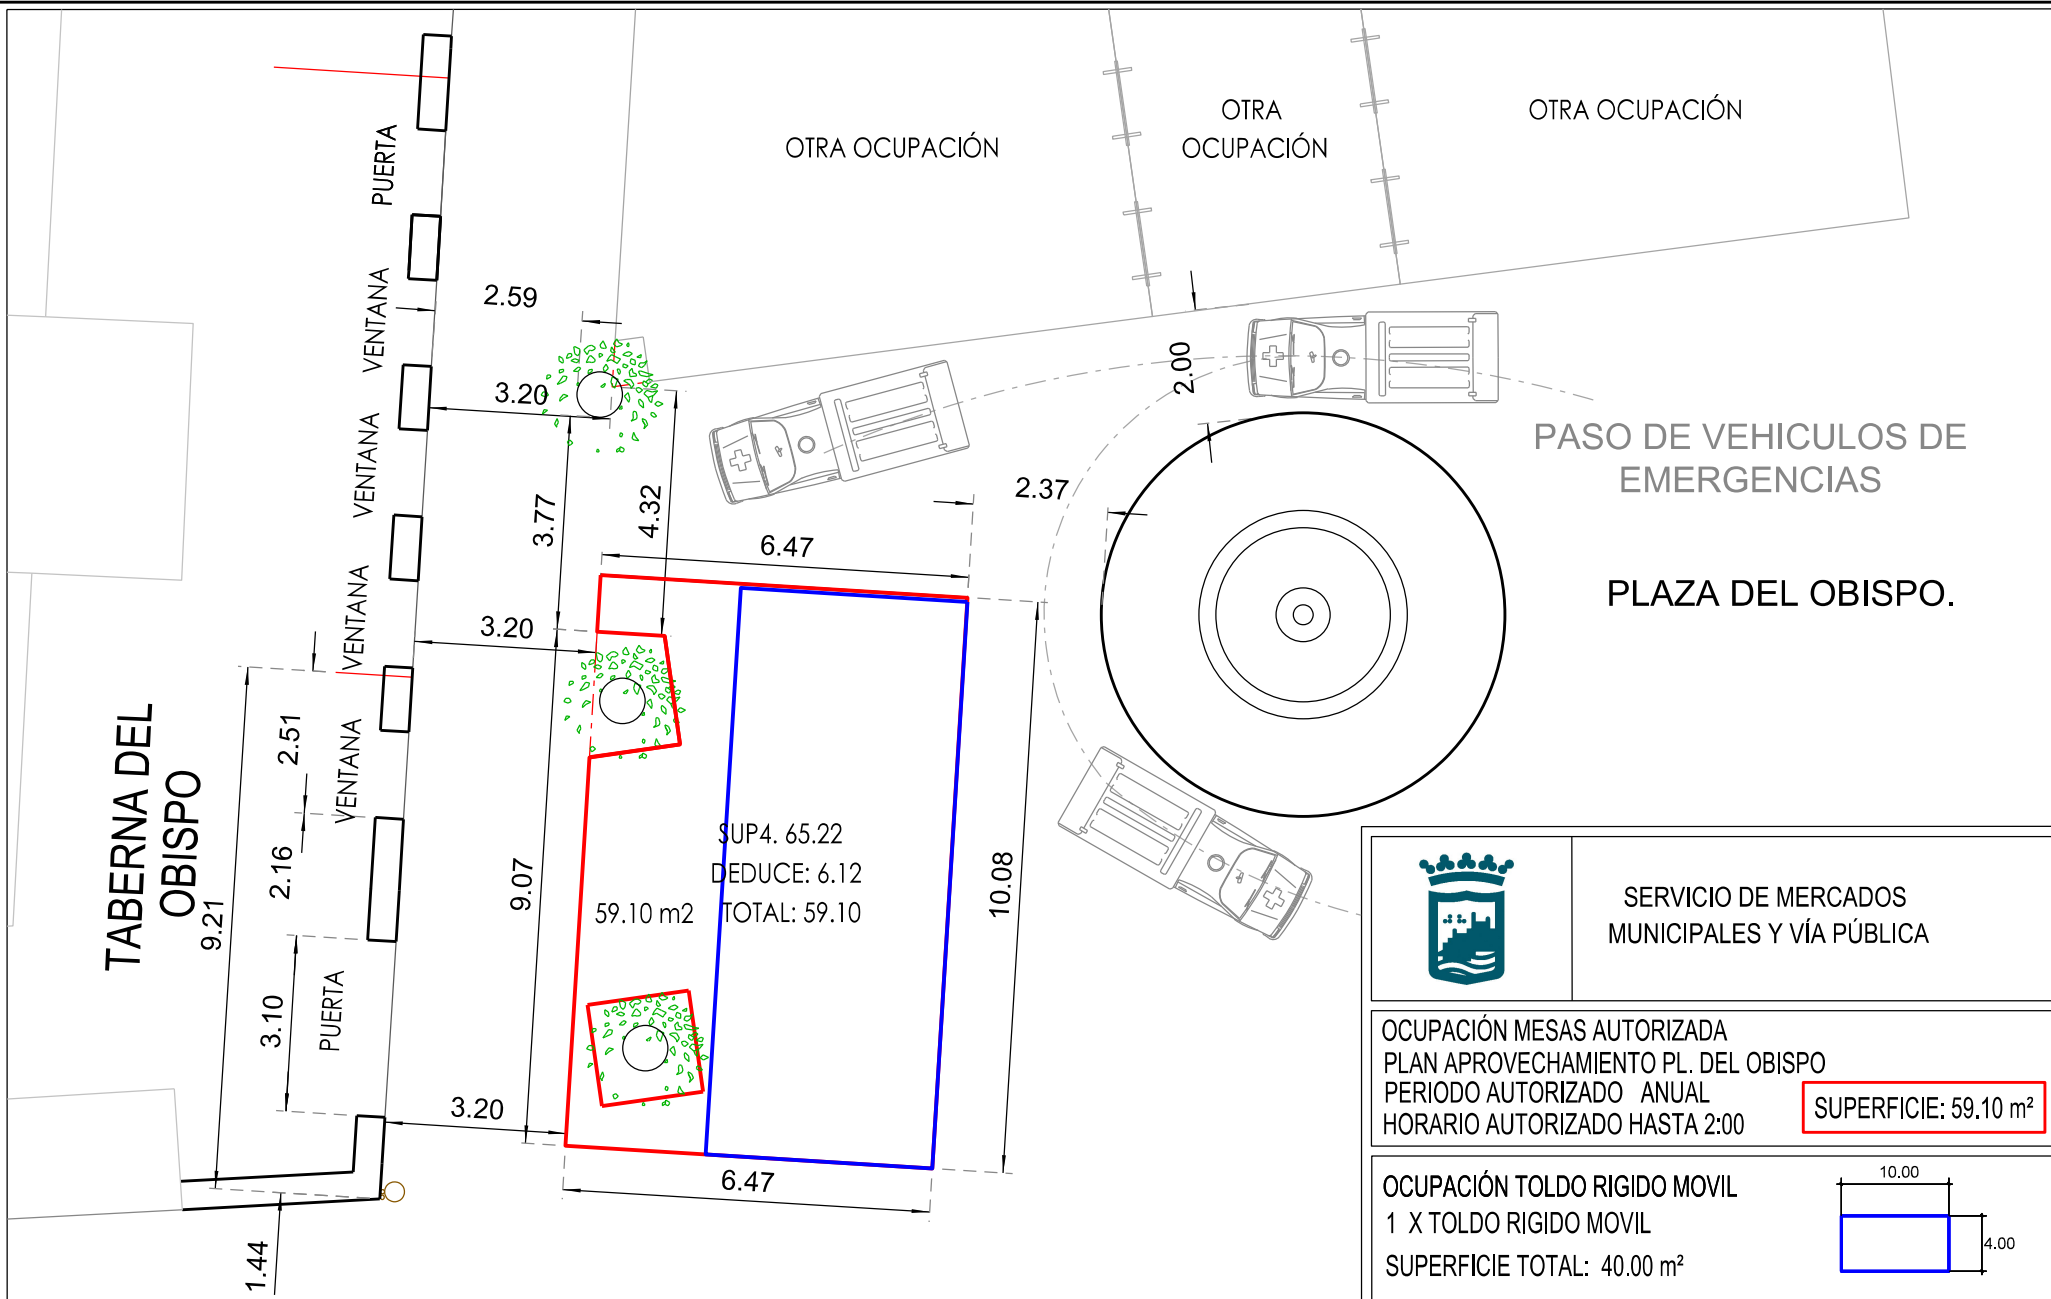 OTRA OCUPACIÓN
OTRA
OCUPACIÓN
OTRA OCUPACIÓN
PUERTA
VENTANA
VENTANA
VENTANA
VENTANA
PUERTA
2.59
3.20
3.77
4.32
6.47
2.37
2.00
PASO DE VEHICULOS DE
EMERGENCIAS
PLAZA DEL OBISPO.
3.20
TABERNA DEL
OBISPO
9.21
2.51
2.16
3.10
1.44
9.07
10.08
SUP4. 65.22
DEDUCE: 6.12
TOTAL: 59.10
59.10 m2
3.20
6.47
SERVICIO DE MERCADOS
MUNICIPALES Y VÍA PÚBLICA
OCUPACIÓN MESAS AUTORIZADA
PLAN APROVECHAMIENTO PL. DEL OBISPO
PERIODO AUTORIZADO ANUAL
HORARIO AUTORIZADO HASTA 2:00
SUPERFICIE: 59.10 m²
OCUPACIÓN TOLDO RIGIDO MOVIL
1 X TOLDO RIGIDO MOVIL
SUPERFICIE TOTAL: 40.00 m²
10.00
4.00